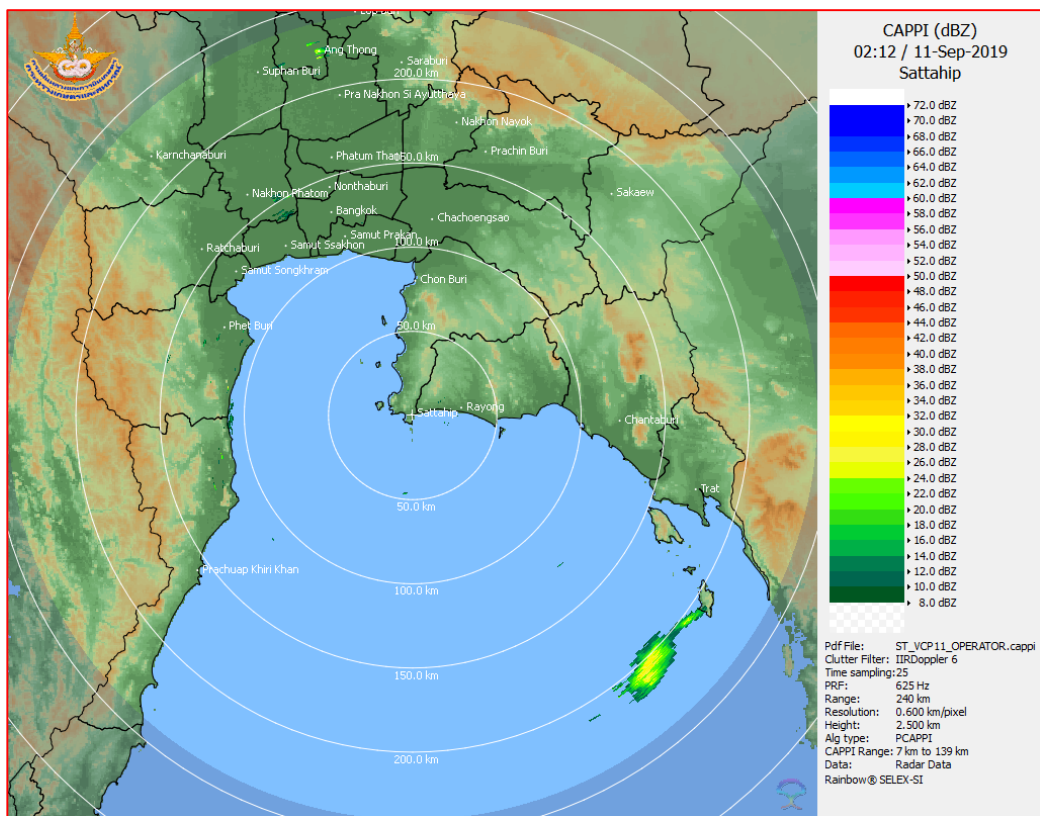 CAPPI (dBZ)
02:12 / 11-Sep-2019
Sattahip
72.0 dBZ
70.0 dBZ
68.0 dBZ
66.0 dBZ
64.0 dBZ
62.0 dBZ
60.0 dBZ
58.0 dBZ
56.0 dBZ
54.0 dBZ
52.0 dBZ
50.0 dBZ
48.0 dBZ
46.0 dBZ
44.0 dBZ
42.0 dBZ
40.0 dBZ
38.0 dBZ
36.0 dBZ
34.0 dBZ
32.0 dBZ
30.0 dBZ
28.0 dBZ
26.0 dBZ
24.0 dBZ
22.0 dBZ
20.0 dBZ
18.0 dBZ
16.0 dBZ
14.0 dBZ
12.0 dBZ
10.0 dBZ
8.0 dBZ
Pdf File: ST_VCP11_OPERATOR.cappi
Clutter Filter: IIRDoppler 6
Time sampling:25
PRF: 625 Hz
Range: 240 km
Resolution: 0.600 km/pixel
Height: 2.500 km
Alg type: PCAPPI
CAPPI Range: 7 km to 139 km
Data: Radar Data
Rainbow® SELEX-SI
Ang Thong
Saraburi
Suphan Buri
200.0 km
Pra Nakhon Si Ayutthaya
Nakhon Nayok
Karnchanaburi
Phatum Thani
150.0 km
Prachin Buri
Nonthaburi
Nakhon Phatom
Sakaew
Bangkok
Chachoengsao
Samut Prakan
Ratchaburi
Samut Ssakhon
100.0 km
Samut Songkhram
Chon Buri
Phet Buri
50.0 km
Sattahip
Rayong
Chantaburi
Trat
50.0 km
Prachuap Khiri Khan
100.0 km
150.0 km
200.0 km